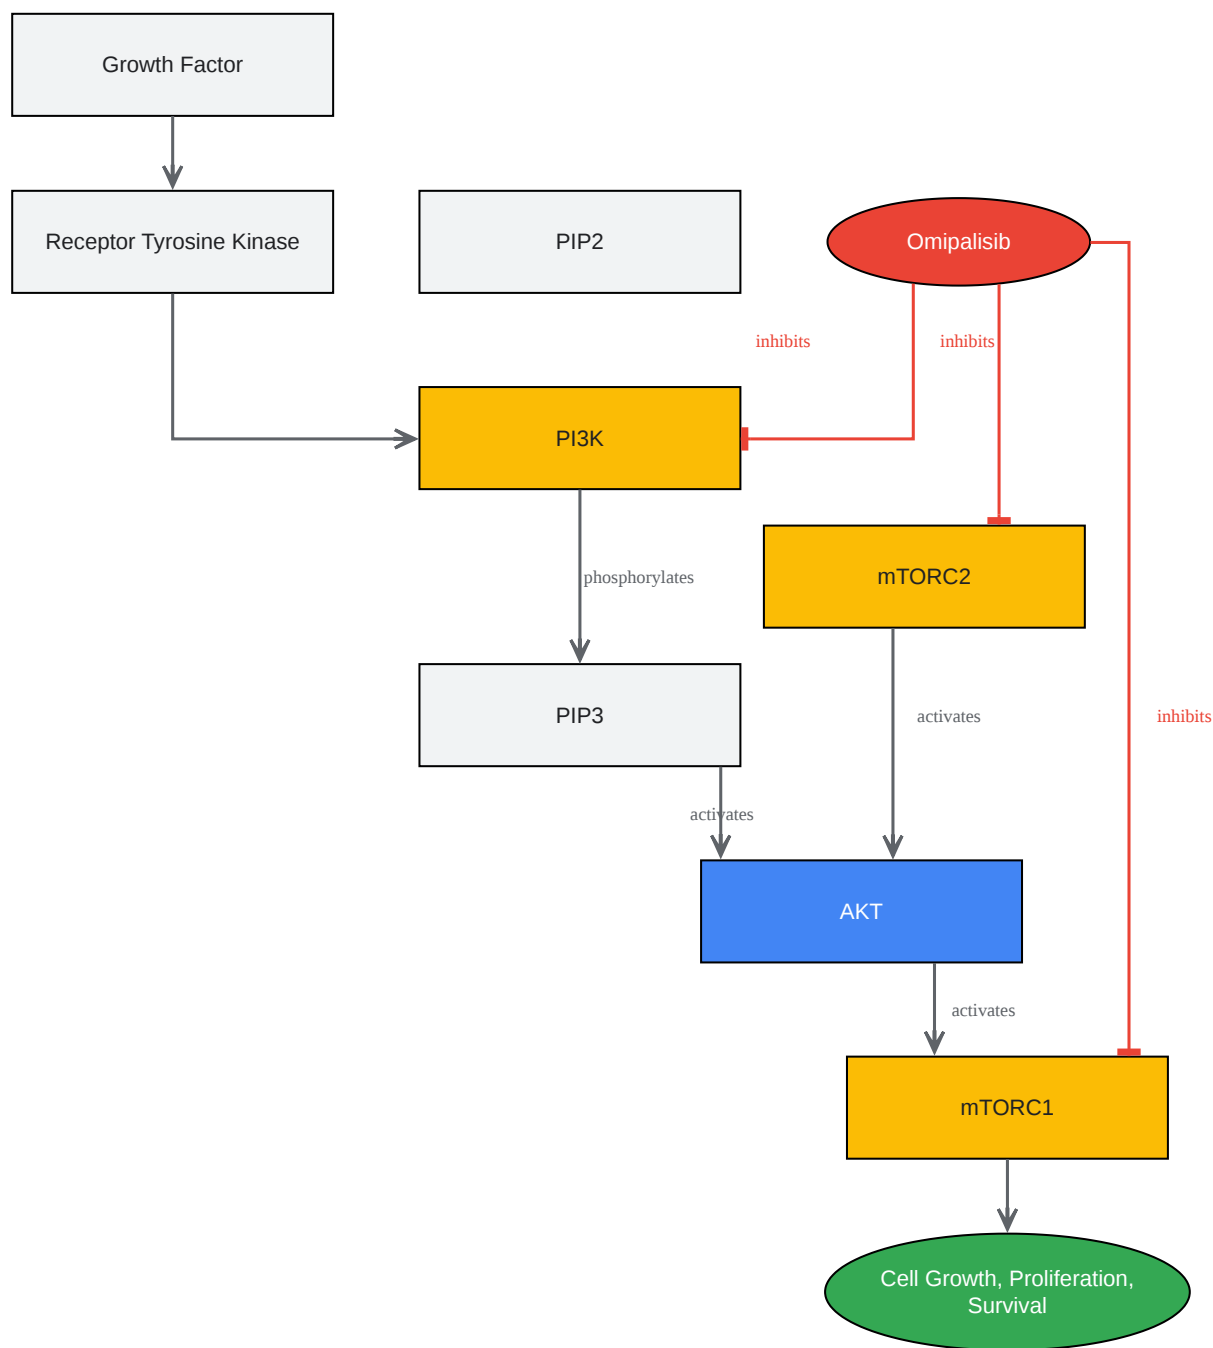 Growth Factor
Receptor Tyrosine Kinase
PIP2
Omipalisib
inhibits
inhibits
PI3K
phosphorylates
mTORC2
PIP3
activates
inhibits
activates
AKT
activates
mTORC1
Cell Growth, Proliferation,
Survival